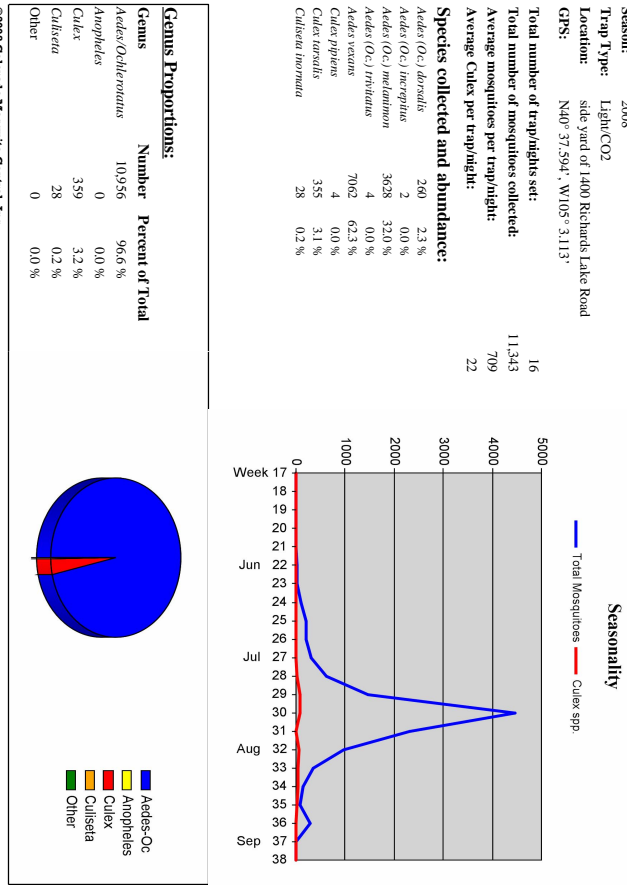 Season: 2008
Trap Type: Light/CO2
Location: side yard of 1400 Richards Lake Road
GPS: N40° 37.594', W105° 3.113'
Total number of trap/nights set: 16
Total number of mosquitoes collected: 11,343
Average mosquitoes per trap/night: 709
Average Culex per trap/night: 22
Species collected and abundance:
Aedes (Oc.) dorsalis 260 2.3 %
Aedes (Oc.) increpitus 2 0.0 %
Aedes (Oc.) melanimon 3628 32.0 %
Aedes (Oc.) trivitatus 4 0.0 %
Aedes vexans 7062 62.3 %
Culex pipiens 4 0.0 %
Culex tarsalis 355 3.1 %
Culiseta inornata 28 0.2 %
Seasonality
Total Mosquitoes Culex spp.
5000
4000
3000
2000
1000
0
Week 17 18 19 20 21 22 23 24 25 26 27 28 29 30 31 32 33 34 35 36 37 38
Jun Jul Aug Sep
Genus Proportions:
Genus Number Percent of Total
Aedes/Ochlerotatus 10,956 96.6 %
Anopheles 0 0.0 %
Culex 359 3.2 %
Culiseta 28 0.2 %
Other 0 0.0 %
Aedes-Oc
Anopheles
Culex
Culiseta
Other